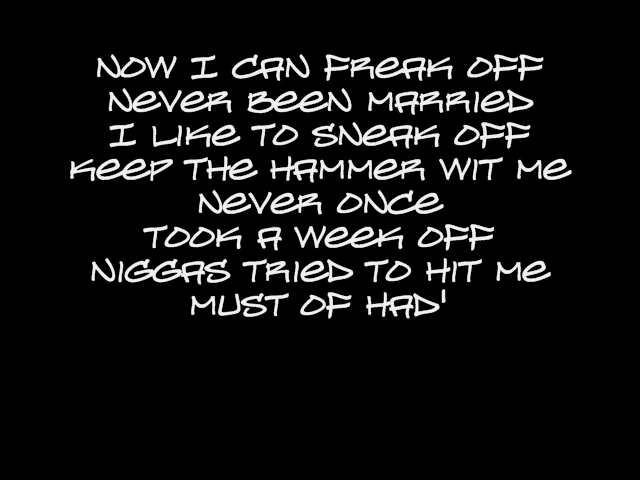 NOW I CAN FREAK OFF
NEVER BEEN MARRIED
I LIKE TO SNEAK OFF
KEEP THE HAMMER WIT ME
NEVER ONCE
TOOK A WEEK OFF
NIGGAS TRIED TO HIT ME
MUST OF HAD'